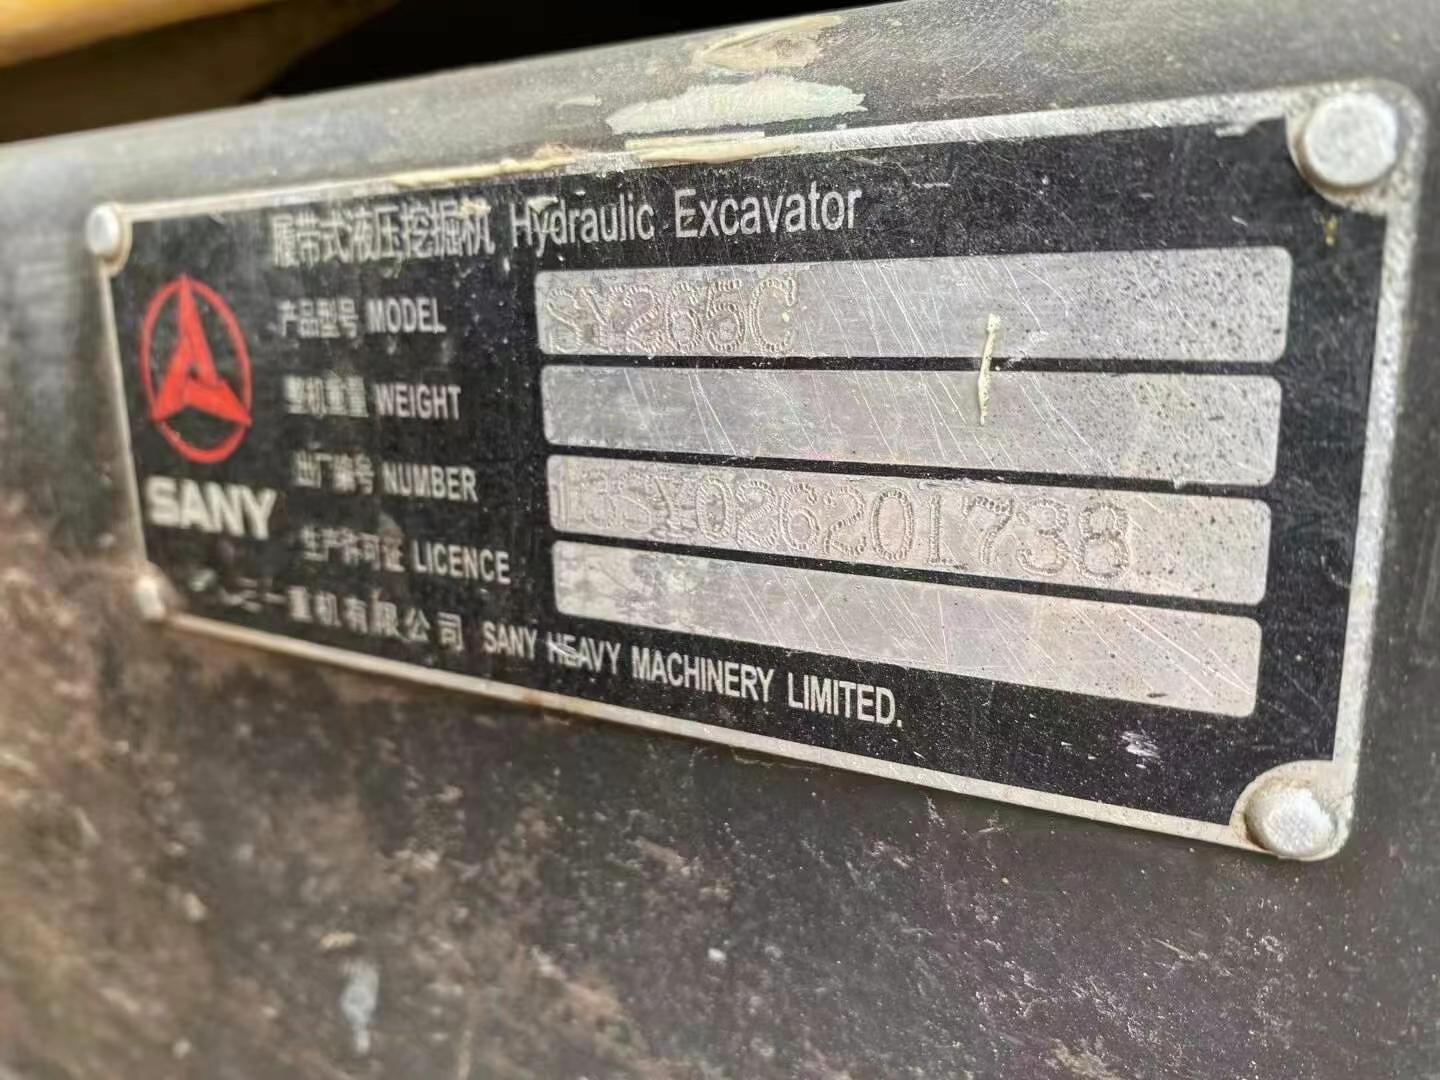 履带式液压挖掘机 Hydraulic Excavator
产品型号 MODEL SY265C
整机重量 WEIGHT
出厂编号 NUMBER 13SY026201738
生产许可证 LICENCE
SANY
一重机有限公司 SANY HEAVY MACHINERY LIMITED.